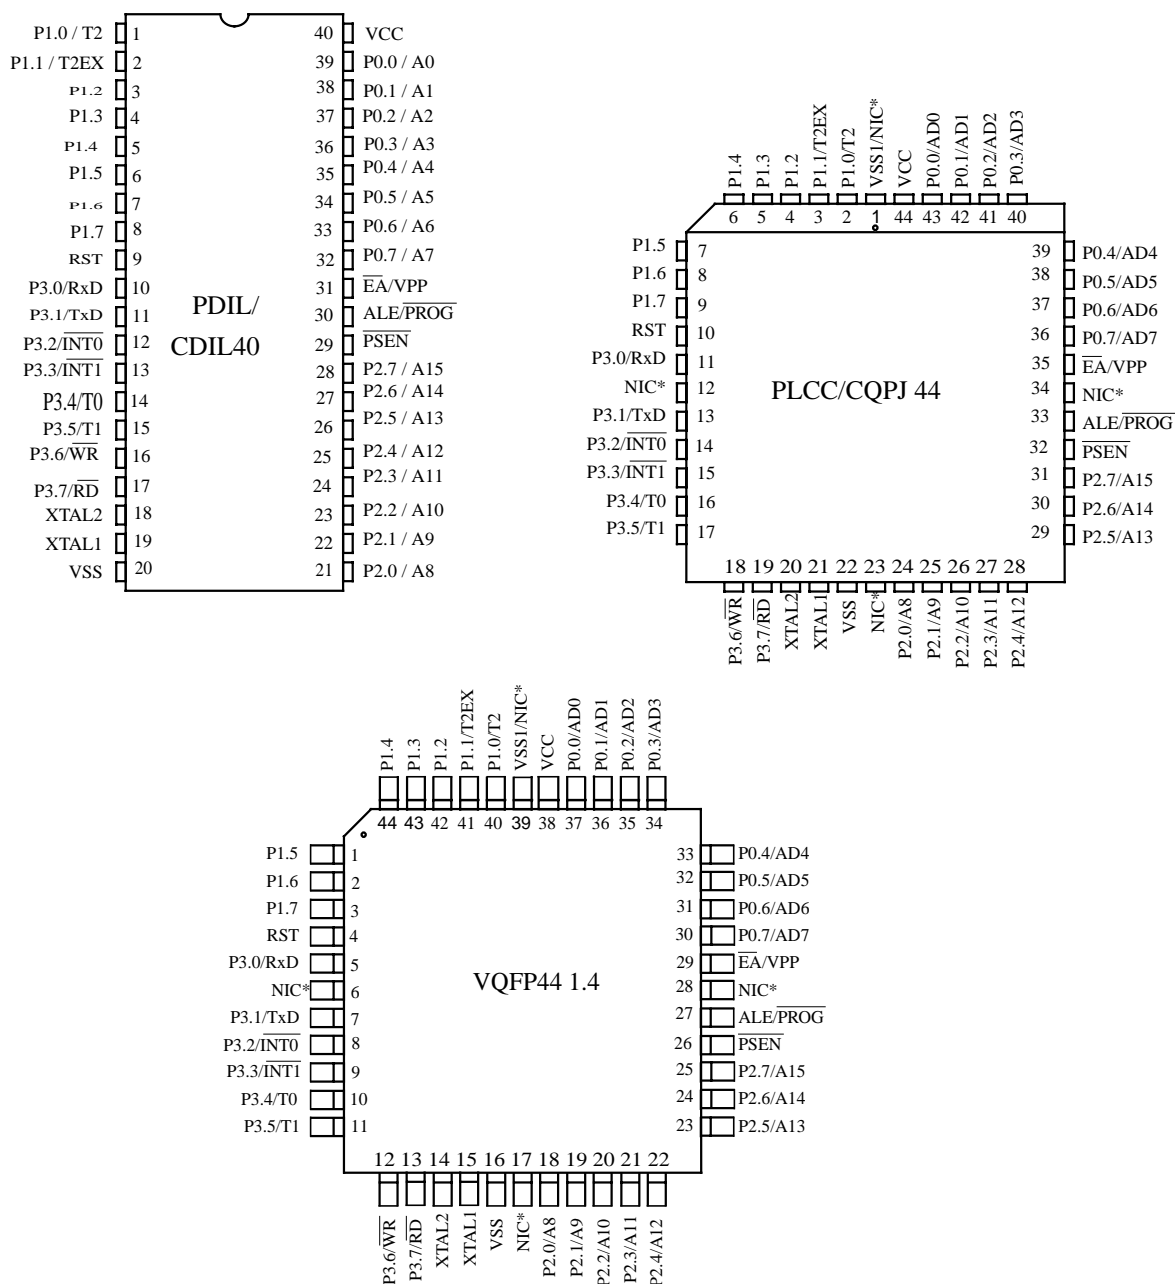 P1.0 / T2 1 40 VCC
P1.1 / T2EX 2 39 P0.0 / A0
P1.2 3 38 P0.1 / A1
P1.3 4 37 P0.2 / A2
P1.4 5 36 P0.3 / A3
P1.5 6 35 P0.4 / A4
P1.6 7 34 P0.5 / A5
P1.7 8 33 P0.6 / A6
RST 9 32 P0.7 / A7
P3.0/RxD 10 31 E̅A̅/VPP
P3.1/TxD 11 30 ALE/P̅R̅O̅G̅
P3.2/I̅N̅T̅0̅ 12 29 P̅S̅E̅N̅
P3.3/I̅N̅T̅1̅ 13 28 P2.7 / A15
P3.4/T0 14 27 P2.6 / A14
P3.5/T1 15 26 P2.5 / A13
P3.6/W̅R̅ 16 25 P2.4 / A12
P3.7/R̅D̅ 17 24 P2.3 / A11
XTAL2 18 23 P2.2 / A10
XTAL1 19 22 P2.1 / A9
VSS 20 21 P2.0 / A8
PDIL/
CDIL40
P1.4 P1.3 P1.2 P1.1/T2EX P1.0/T2 VSS1/NIC* VCC P0.0/AD0 P0.1/AD1 P0.2/AD2 P0.3/AD3
6 5 4 3 2 1 44 43 42 41 40
P1.5 7 39 P0.4/AD4
P1.6 8 38 P0.5/AD5
P1.7 9 37 P0.6/AD6
RST 10 36 P0.7/AD7
P3.0/RxD 11 35 E̅A̅/VPP
NIC* 12 34 NIC*
P3.1/TxD 13 33 ALE/P̅R̅O̅G̅
P3.2/I̅N̅T̅0̅ 14 32 P̅S̅E̅N̅
P3.3/I̅N̅T̅1̅ 15 31 P2.7/A15
P3.4/T0 16 30 P2.6/A14
P3.5/T1 17 29 P2.5/A13
PLCC/CQPJ 44
18 19 20 21 22 23 24 25 26 27 28
P3.6/W̅R̅ P3.7/R̅D̅ XTAL2 XTAL1 VSS NIC* P2.0/A8 P2.1/A9 P2.2/A10 P2.3/A11 P2.4/A12
P1.4 P1.3 P1.2 P1.1/T2EX P1.0/T2 VSS1/NIC* VCC P0.0/AD0 P0.1/AD1 P0.2/AD2 P0.3/AD3
44 43 42 41 40 39 38 37 36 35 34
P1.5 1 33 P0.4/AD4
P1.6 2 32 P0.5/AD5
P1.7 3 31 P0.6/AD6
RST 4 30 P0.7/AD7
P3.0/RxD 5 29 E̅A̅/VPP
NIC* 6 28 NIC*
P3.1/TxD 7 27 ALE/P̅R̅O̅G̅
P3.2/I̅N̅T̅0̅ 8 26 P̅S̅E̅N̅
P3.3/I̅N̅T̅1̅ 9 25 P2.7/A15
P3.4/T0 10 24 P2.6/A14
P3.5/T1 11 23 P2.5/A13
VQFP44 1.4
12 13 14 15 16 17 18 19 20 21 22
P3.6/W̅R̅ P3.7/R̅D̅ XTAL2 XTAL1 VSS NIC* P2.0/A8 P2.1/A9 P2.2/A10 P2.3/A11 P2.4/A12